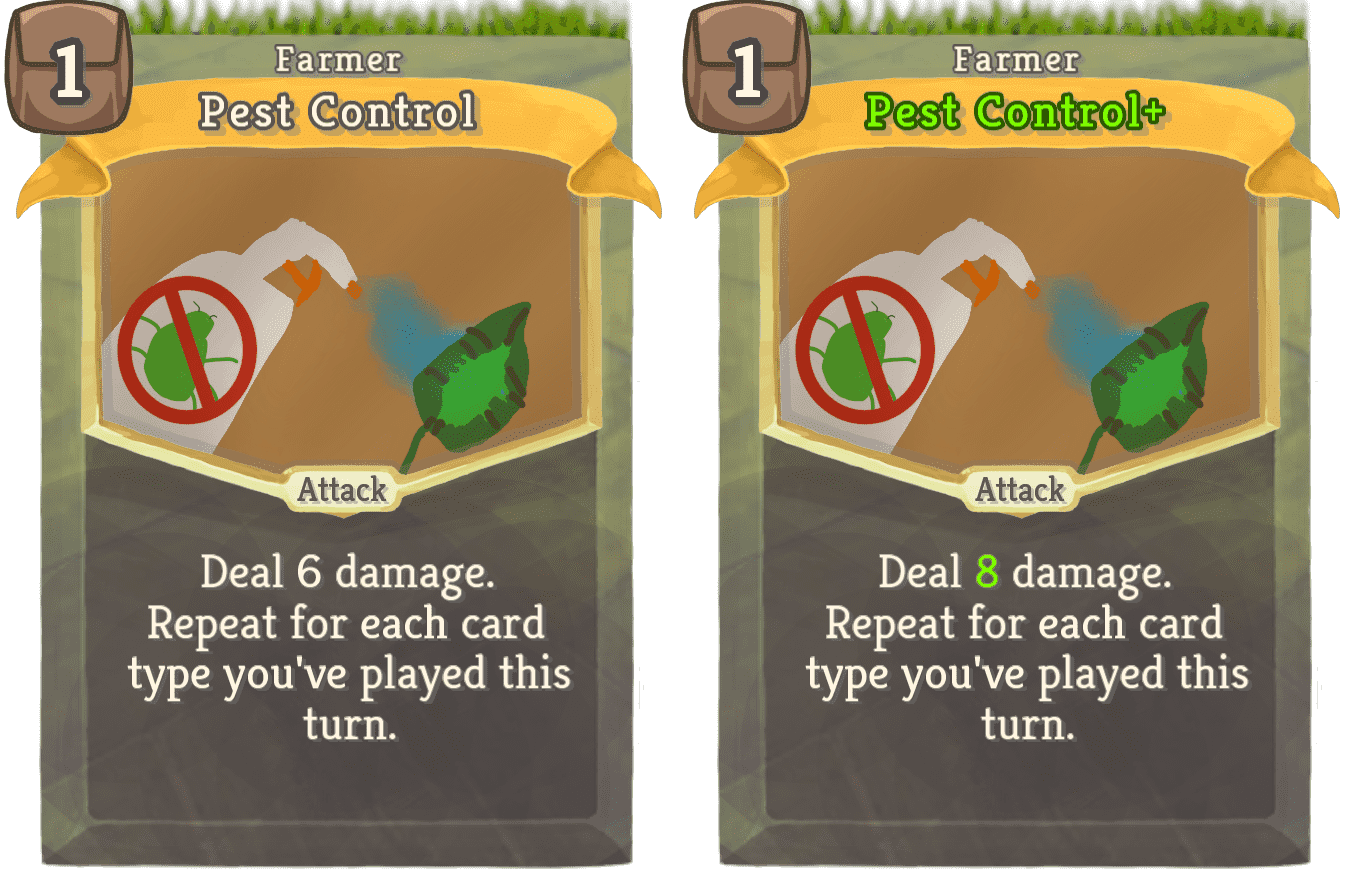 1
Farmer
Pest Control
Attack
Deal 6 damage.
Repeat for each card
type you've played this
turn.
1
Farmer
Pest Control+
Attack
Deal 8 damage.
Repeat for each card
type you've played this
turn.